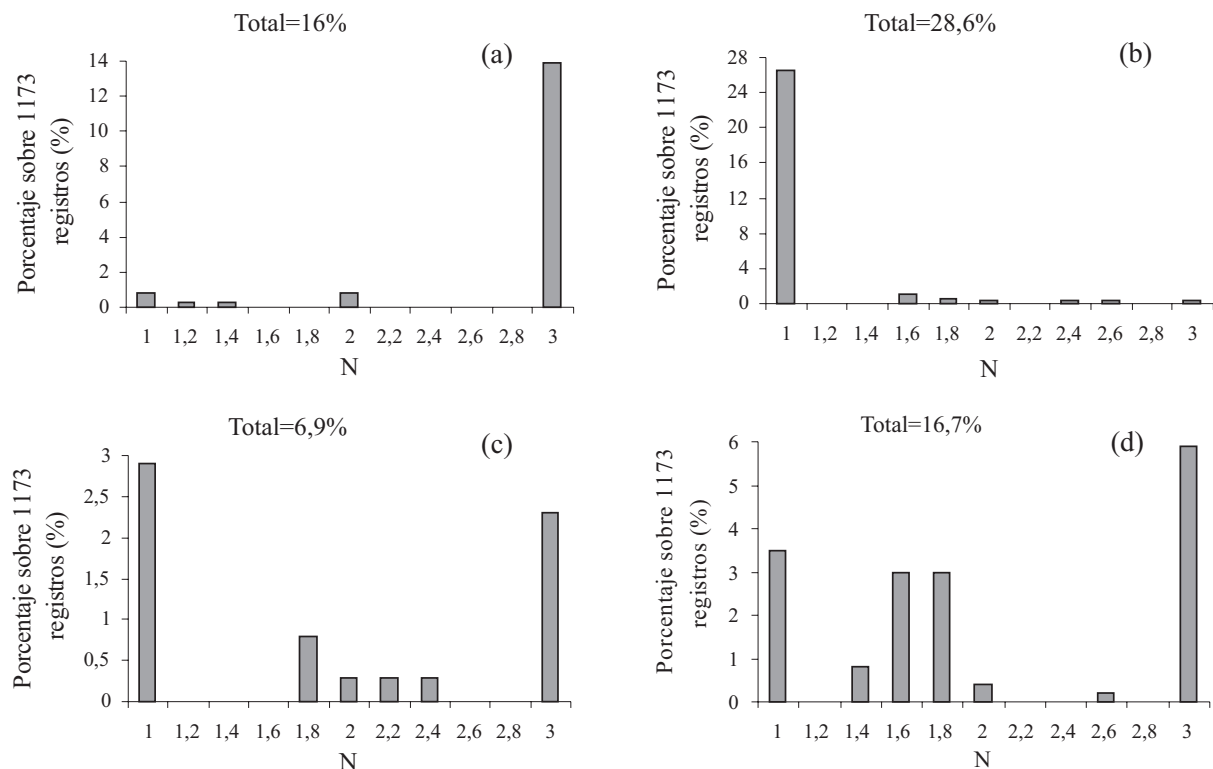 Total=16%
(a)
Porcentaje sobre 1173
registros (%)
14
12
10
8
6
4
2
0
1 1,2 1,4 1,6 1,8 2 2,2 2,4 2,6 2,8 3
N
Total=28,6%
(b)
Porcentaje sobre 1173
registros (%)
28
24
20
16
12
8
4
0
1 1,2 1,4 1,6 1,8 2 2,2 2,4 2,6 2,8 3
N
Total=6,9%
(c)
Porcentaje sobre 1173
registros (%)
3
2,5
2
1,5
1
0,5
0
1 1,2 1,4 1,6 1,8 2 2,2 2,4 2,6 2,8 3
N
Total=16,7%
(d)
Porcentaje sobre 1173
registros (%)
6
5
4
3
2
1
0
1 1,2 1,4 1,6 1,8 2 2,2 2,4 2,6 2,8 3
N